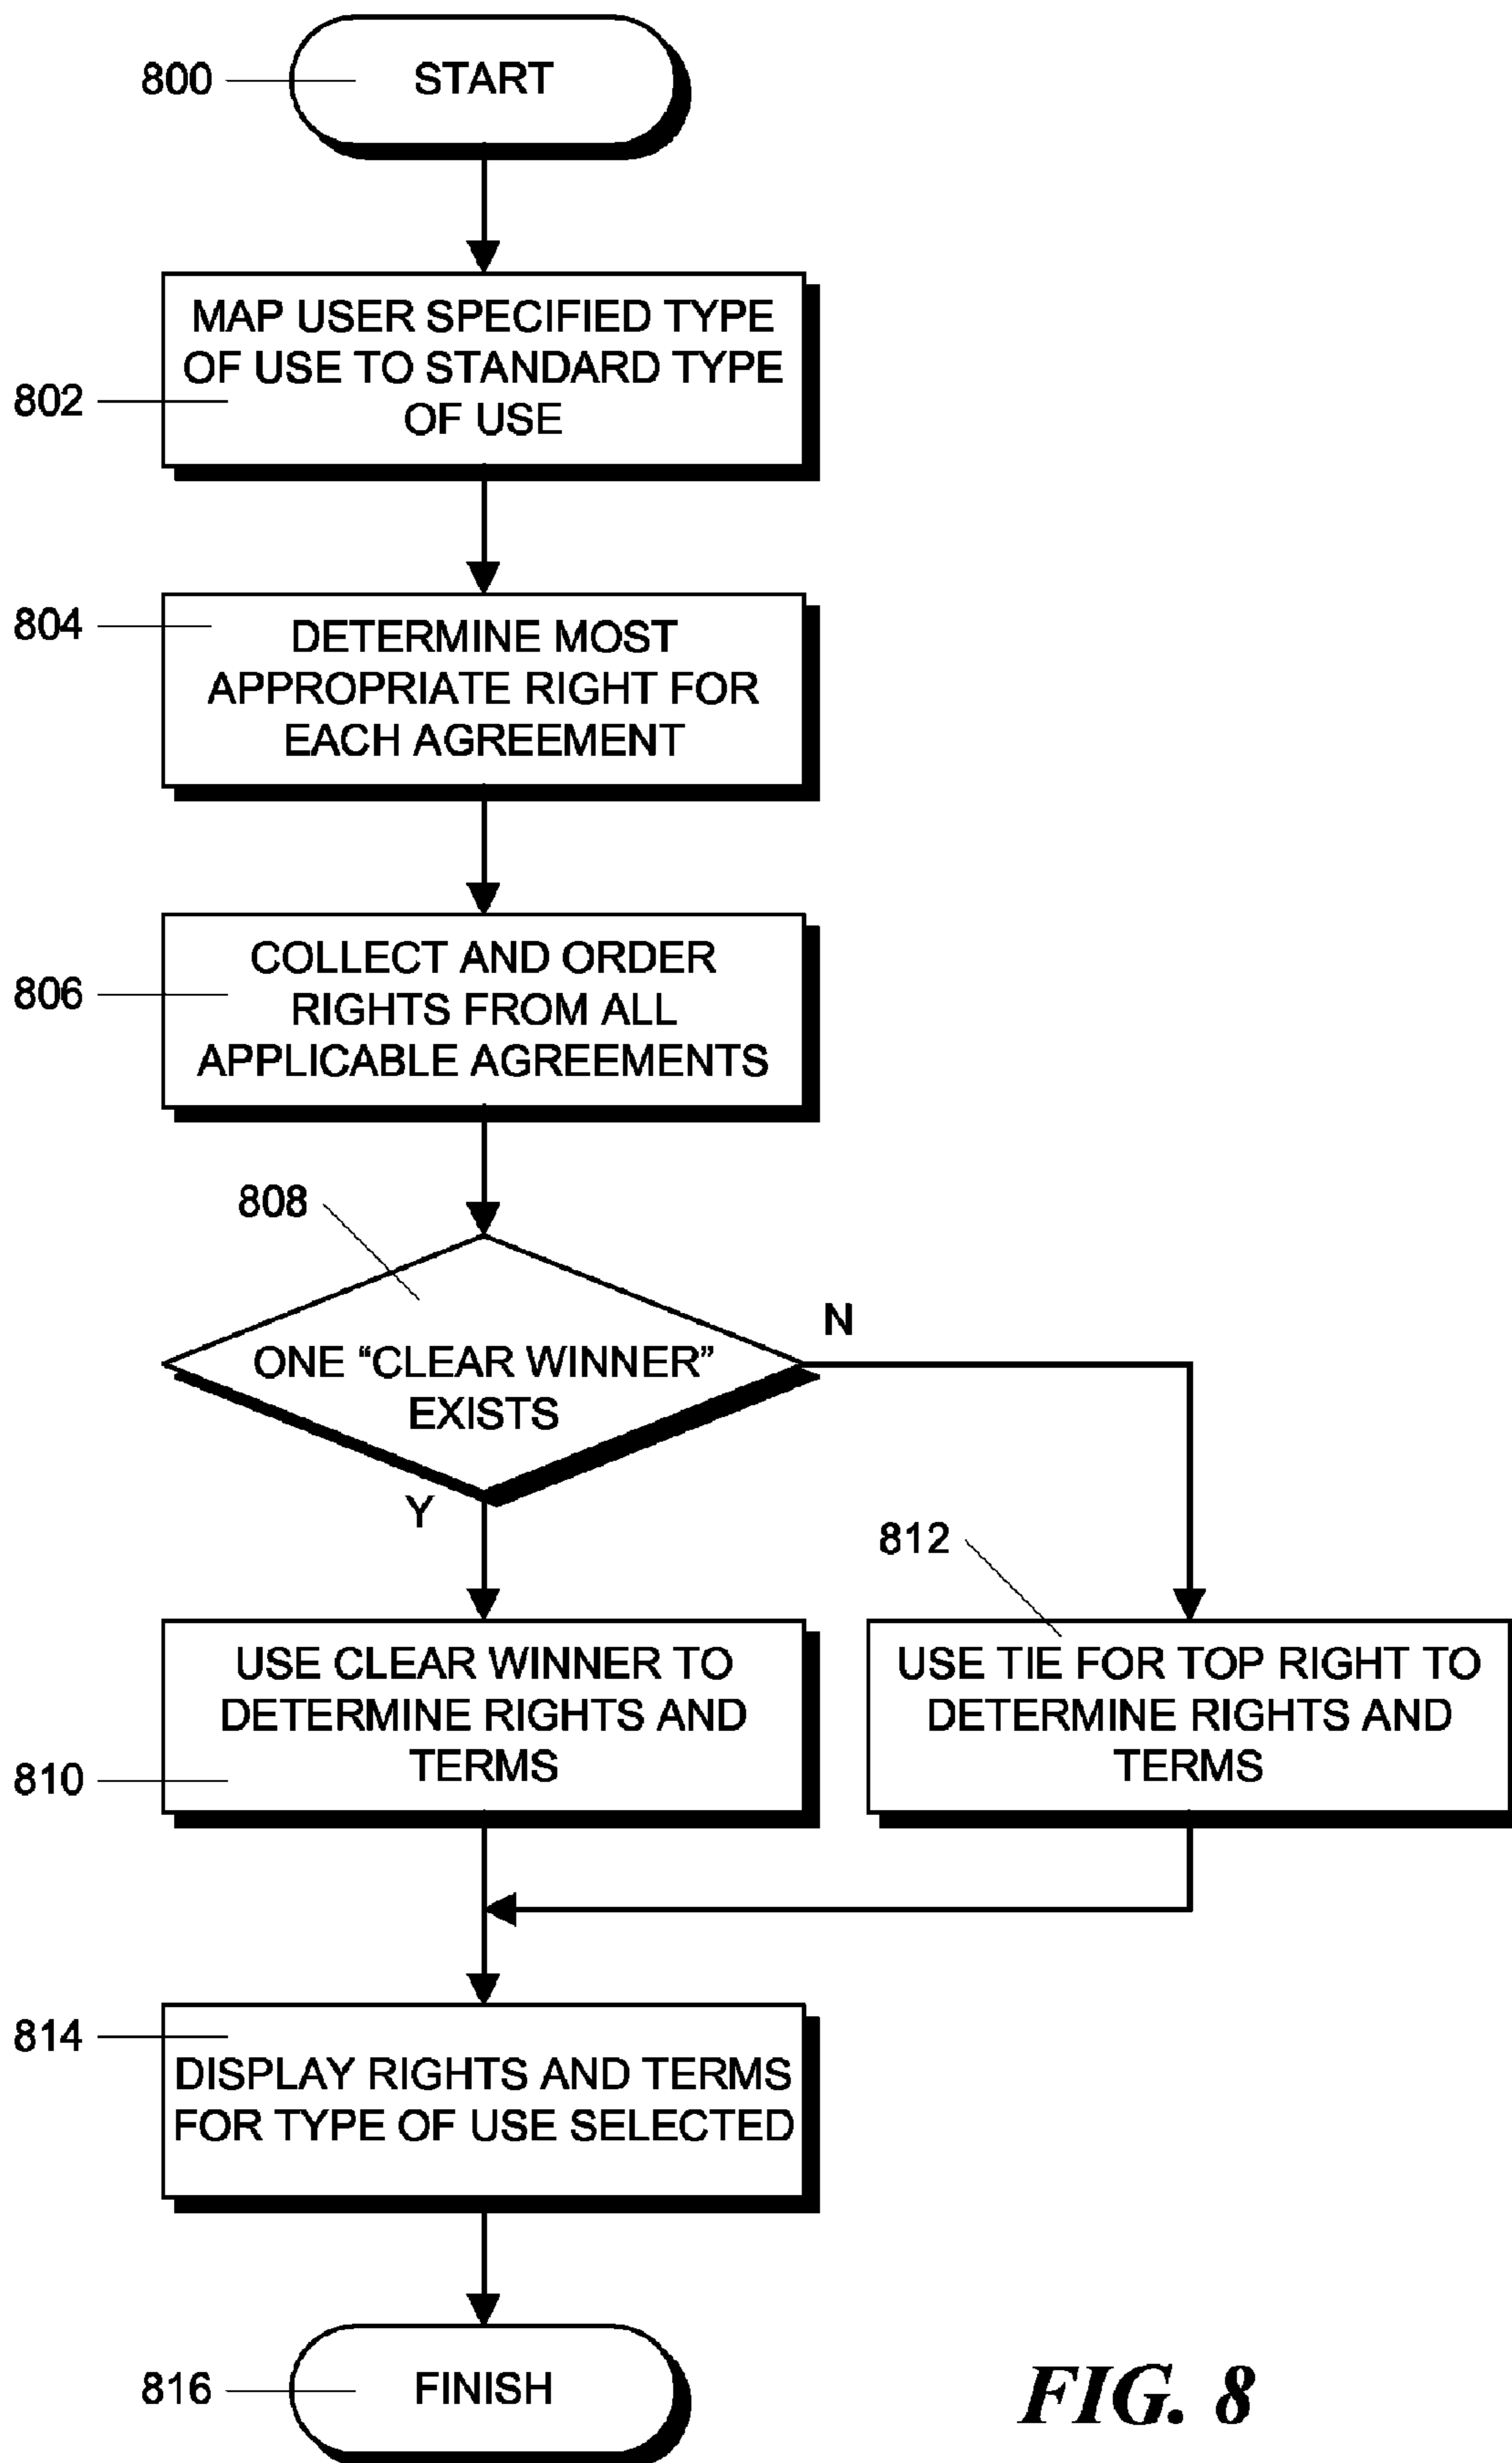 800
START
802
MAP USER SPECIFIED TYPE
OF USE TO STANDARD TYPE
OF USE
804
DETERMINE MOST
APPROPRIATE RIGHT FOR
EACH AGREEMENT
806
COLLECT AND ORDER
RIGHTS FROM ALL
APPLICABLE AGREEMENTS
808
ONE “CLEAR WINNER”
EXISTS
N
Y
810
USE CLEAR WINNER TO
DETERMINE RIGHTS AND
TERMS
812
USE TIE FOR TOP RIGHT TO
DETERMINE RIGHTS AND
TERMS
814
DISPLAY RIGHTS AND TERMS
FOR TYPE OF USE SELECTED
816
FINISH
FIG. 8